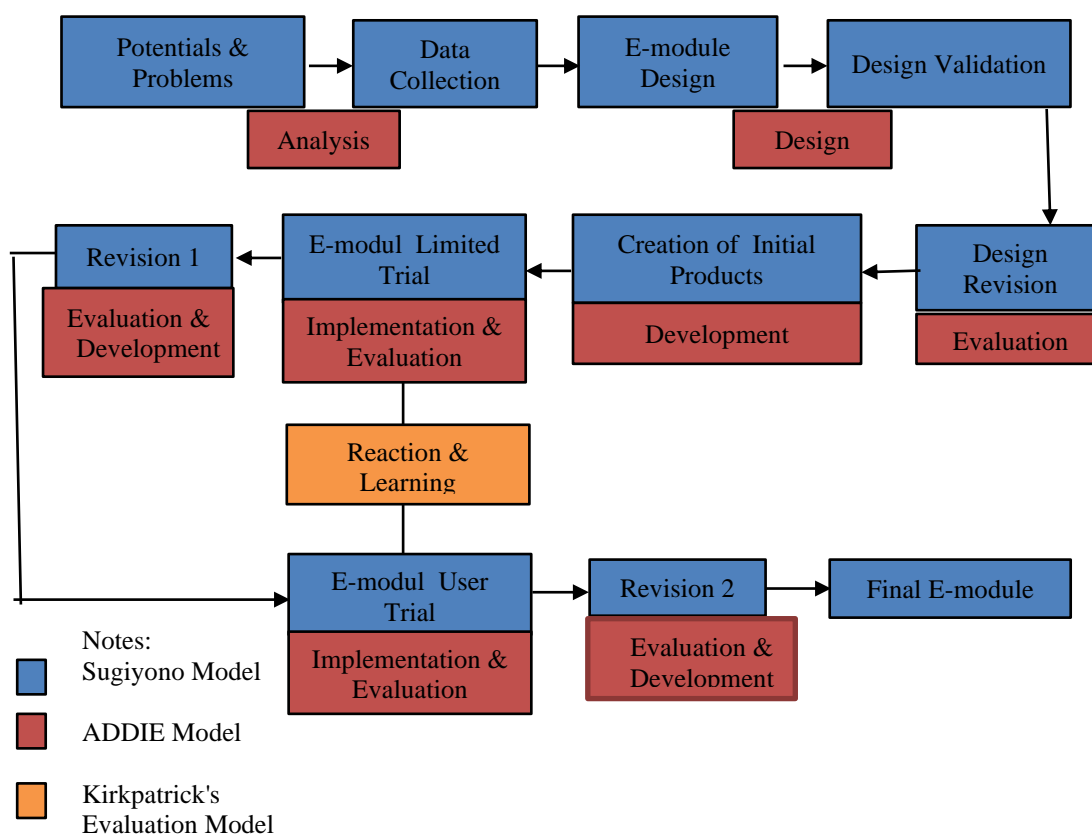 Potentials &
Problems
Data
Collection
E-module
Design
Design Validation
Analysis
Design
Revision 1
E-modul Limited
Trial
Creation of Initial
Products
Design
Revision
Evaluation &
Development
Implementation &
Evaluation
Development
Evaluation
Reaction &
Learning
E-modul User
Trial
Revision 2
Final E-module
Implementation &
Evaluation
Evaluation &
Development
Notes:
Sugiyono Model
ADDIE Model
Kirkpatrick's
Evaluation Model